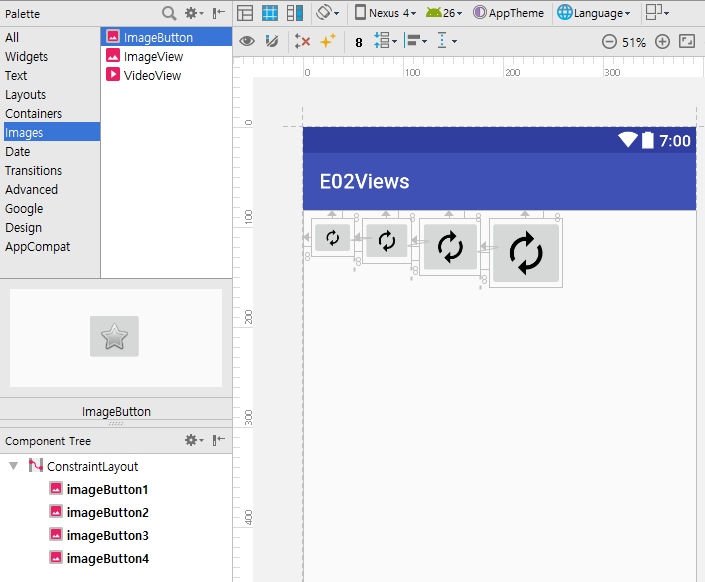 Palette
Nexus 4
26
AppTheme
Language
All
Widgets
Text
Layouts
Containers
Images
Date
Transitions
Advanced
Google
Design
AppCompat
ImageButton
ImageView
VideoView
8
51%
0 100 200 300
0
100
200
300
400
7:00
E02Views
ImageButton
Component Tree
ConstraintLayout
imageButton1
imageButton2
imageButton3
imageButton4